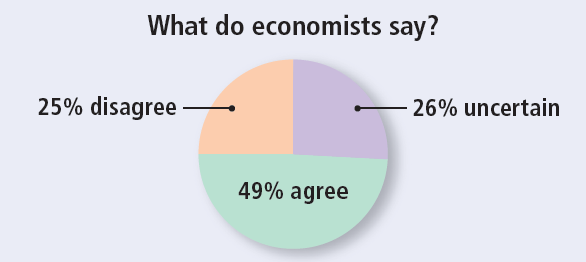 What do economists say?
25% disagree
26% uncertain
49% agree